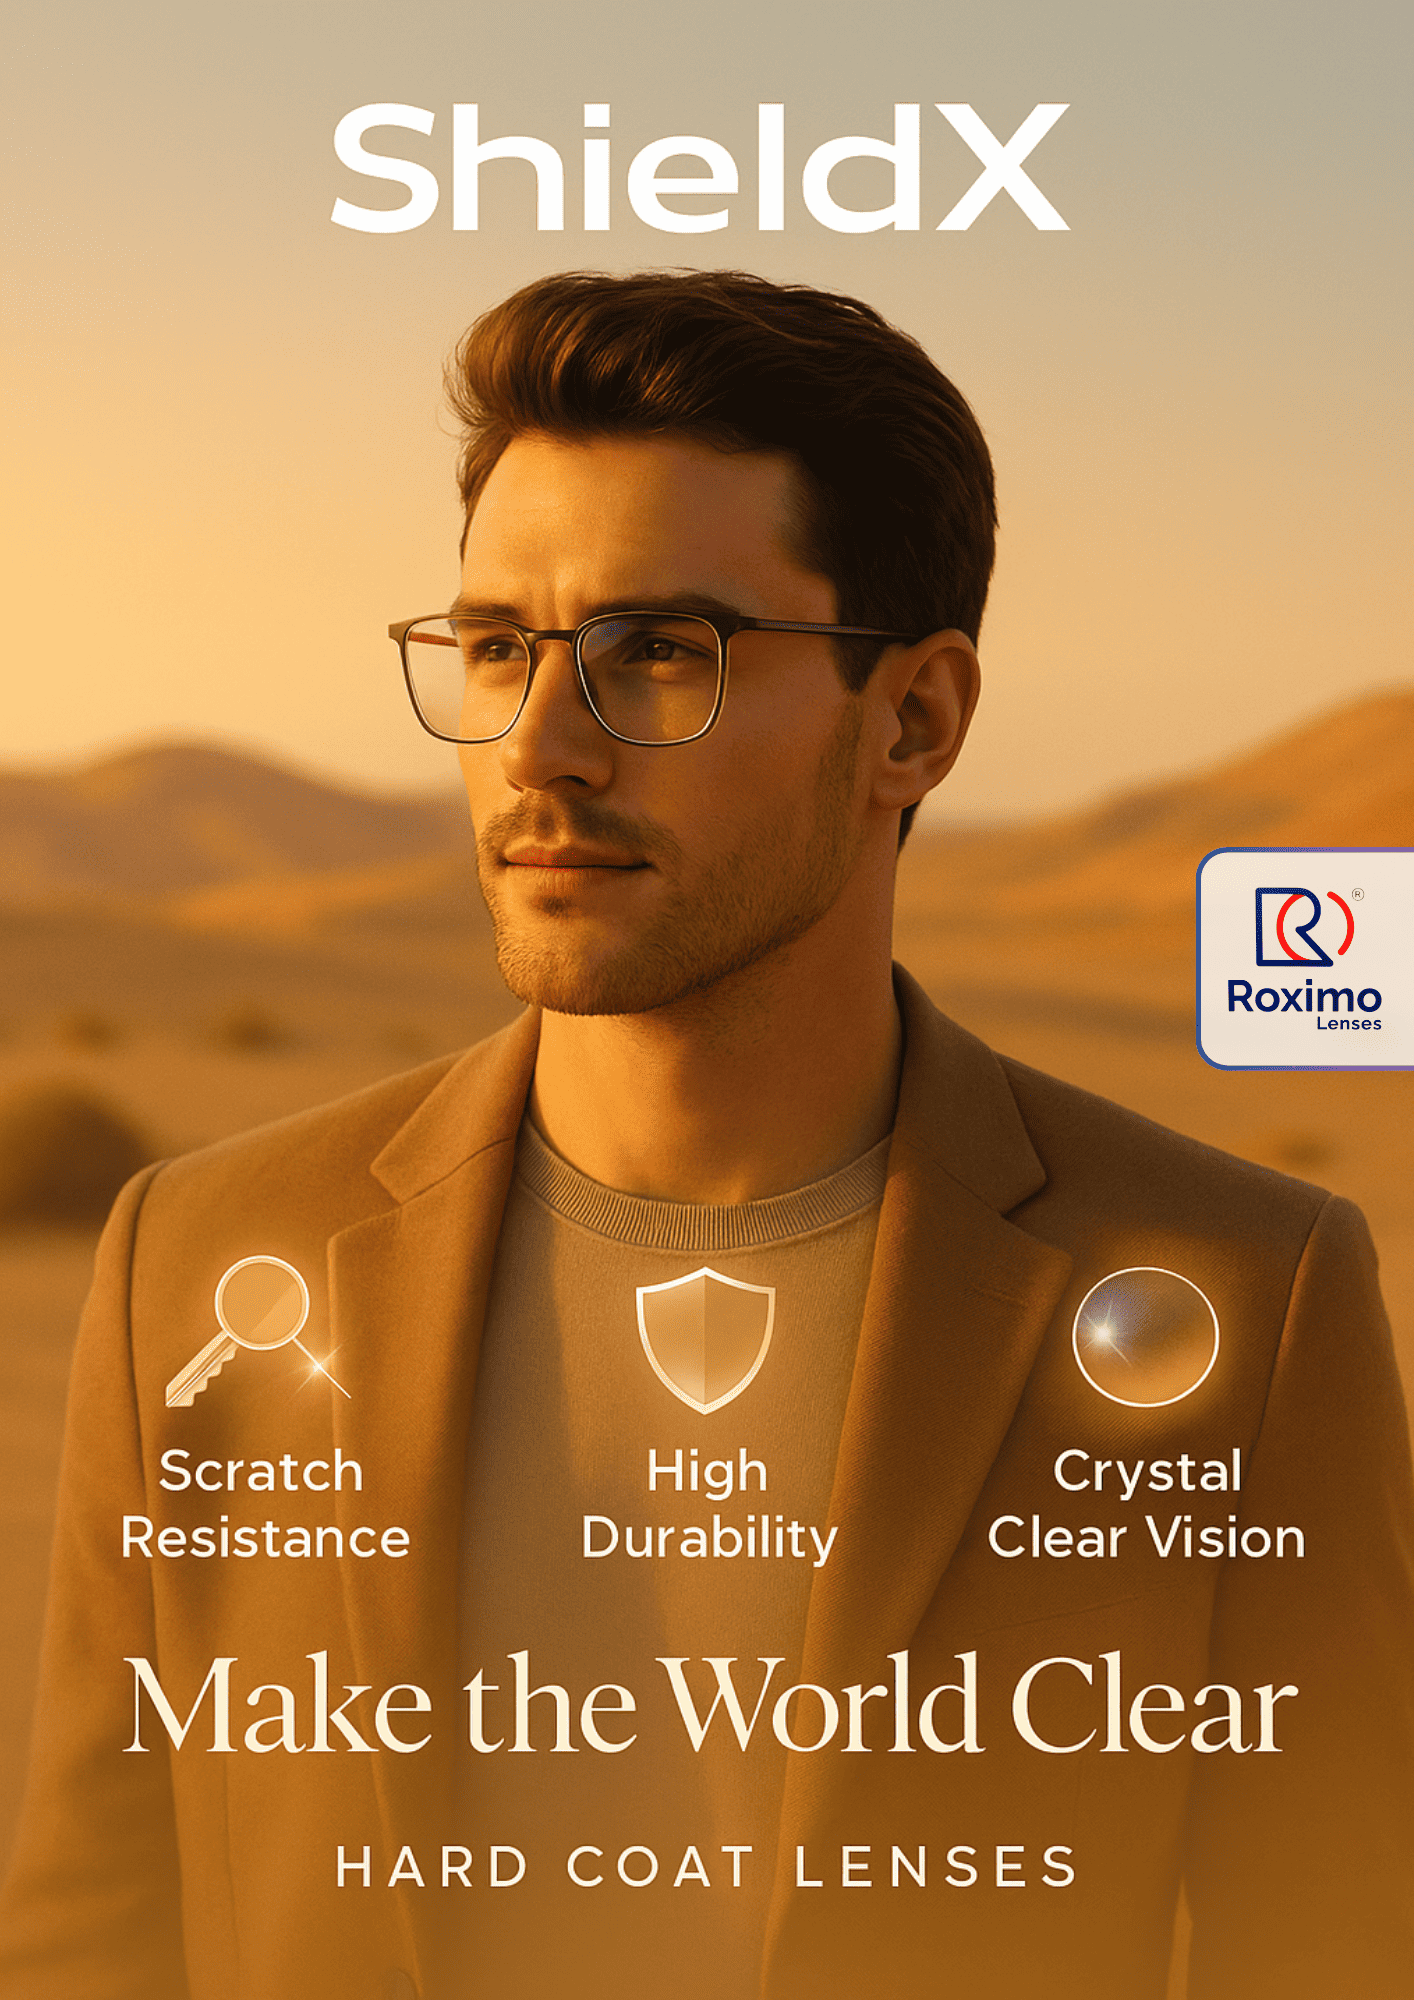 ShieldX
R ®
Roximo
Lenses
Scratch
Resistance
High
Durability
Crystal
Clear Vision
Make the World Clear
HARD COAT LENSES